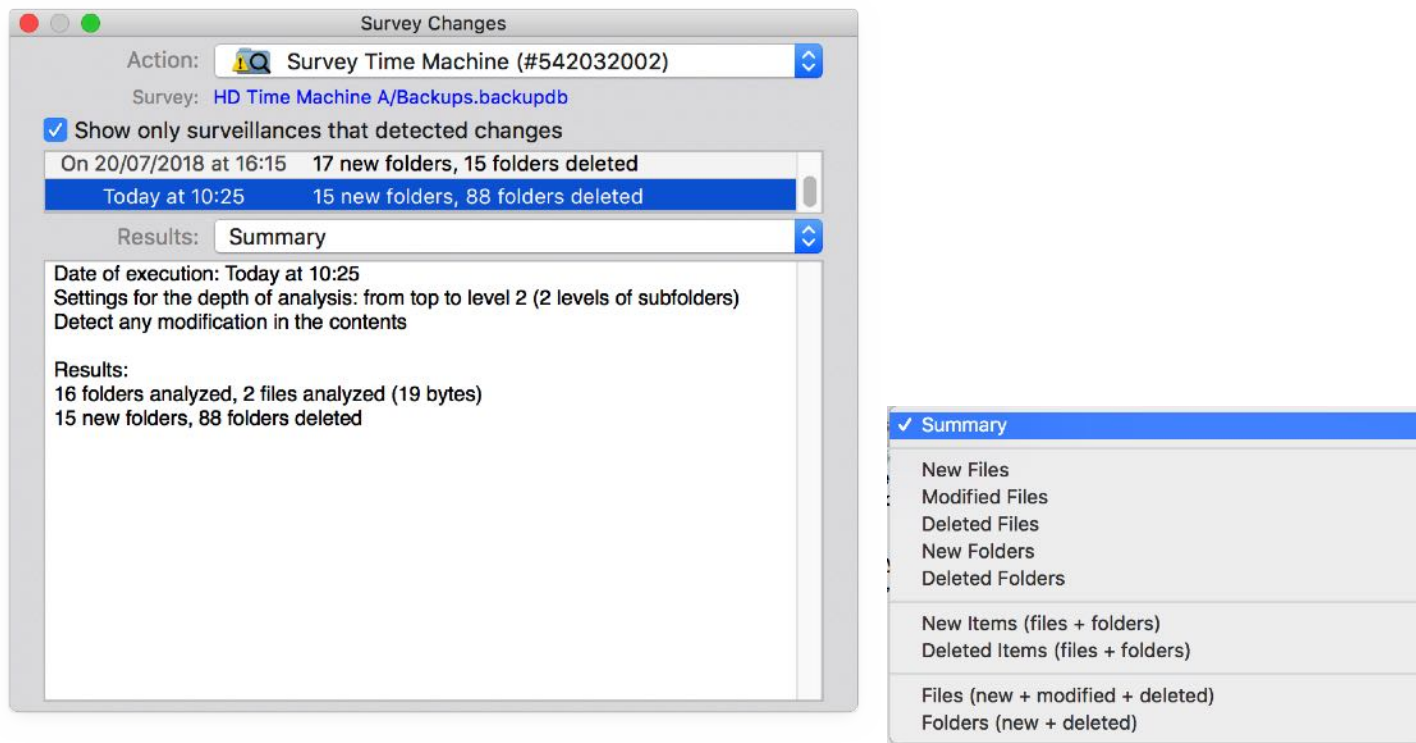 Survey Changes
Action: Survey Time Machine (#542032002)
Survey: HD Time Machine A/Backups.backupdb
Show only surveillances that detected changes
On 20/07/2018 at 16:15 17 new folders, 15 folders deleted
Today at 10:25 15 new folders, 88 folders deleted
Results: Summary
Date of execution: Today at 10:25
Settings for the depth of analysis: from top to level 2 (2 levels of subfolders)
Detect any modification in the contents
Results:
16 folders analyzed, 2 files analyzed (19 bytes)
15 new folders, 88 folders deleted
Summary
New Files
Modified Files
Deleted Files
New Folders
Deleted Folders
New Items (files + folders)
Deleted Items (files + folders)
Files (new + modified + deleted)
Folders (new + deleted)